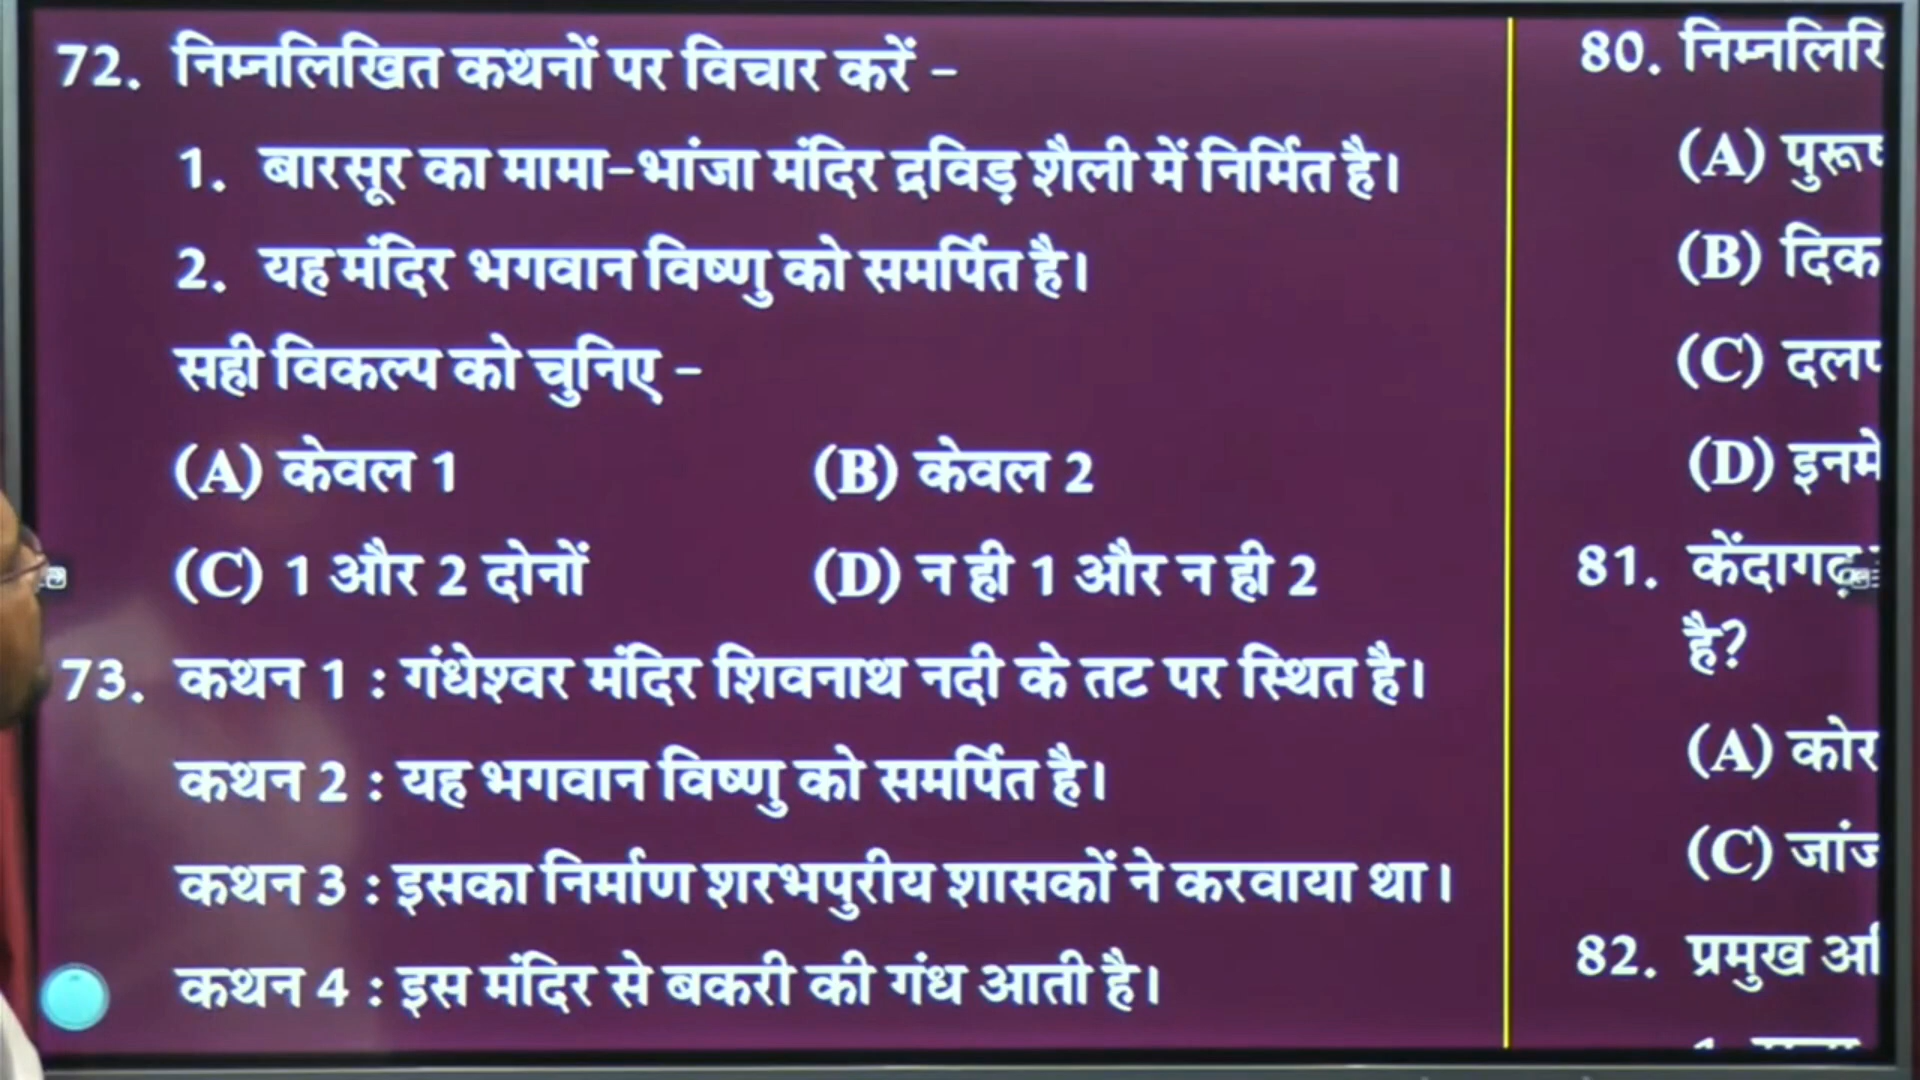 72. निम्नलिखित कथनों पर विचार करें –
1. बारसूर का मामा-भांजा मंदिर द्रविड़ शैली में निर्मित है।
2. यह मंदिर भगवान विष्णु को समर्पित है।
सही विकल्प को चुनिए –
(A) केवल 1 (B) केवल 2
(C) 1 और 2 दोनों (D) न ही 1 और न ही 2
73. कथन 1 : गंधेश्वर मंदिर शिवनाथ नदी के तट पर स्थित है।
कथन 2 : यह भगवान विष्णु को समर्पित है।
कथन 3 : इसका निर्माण शरभपुरीय शासकों ने करवाया था।
कथन 4 : इस मंदिर से बकरी की गंध आती है।
80.
(A)
(B)
(C)
(D)
81. केंदागढ़
है?
(A)
(C)
82. प्रमुख